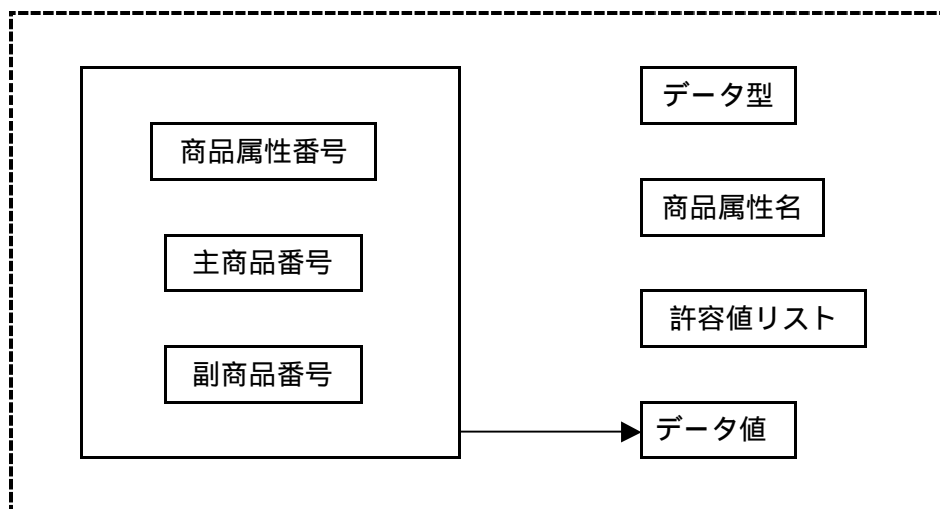 商品属性番号
主商品番号
副商品番号
データ型
商品属性名
許容値リスト
データ値